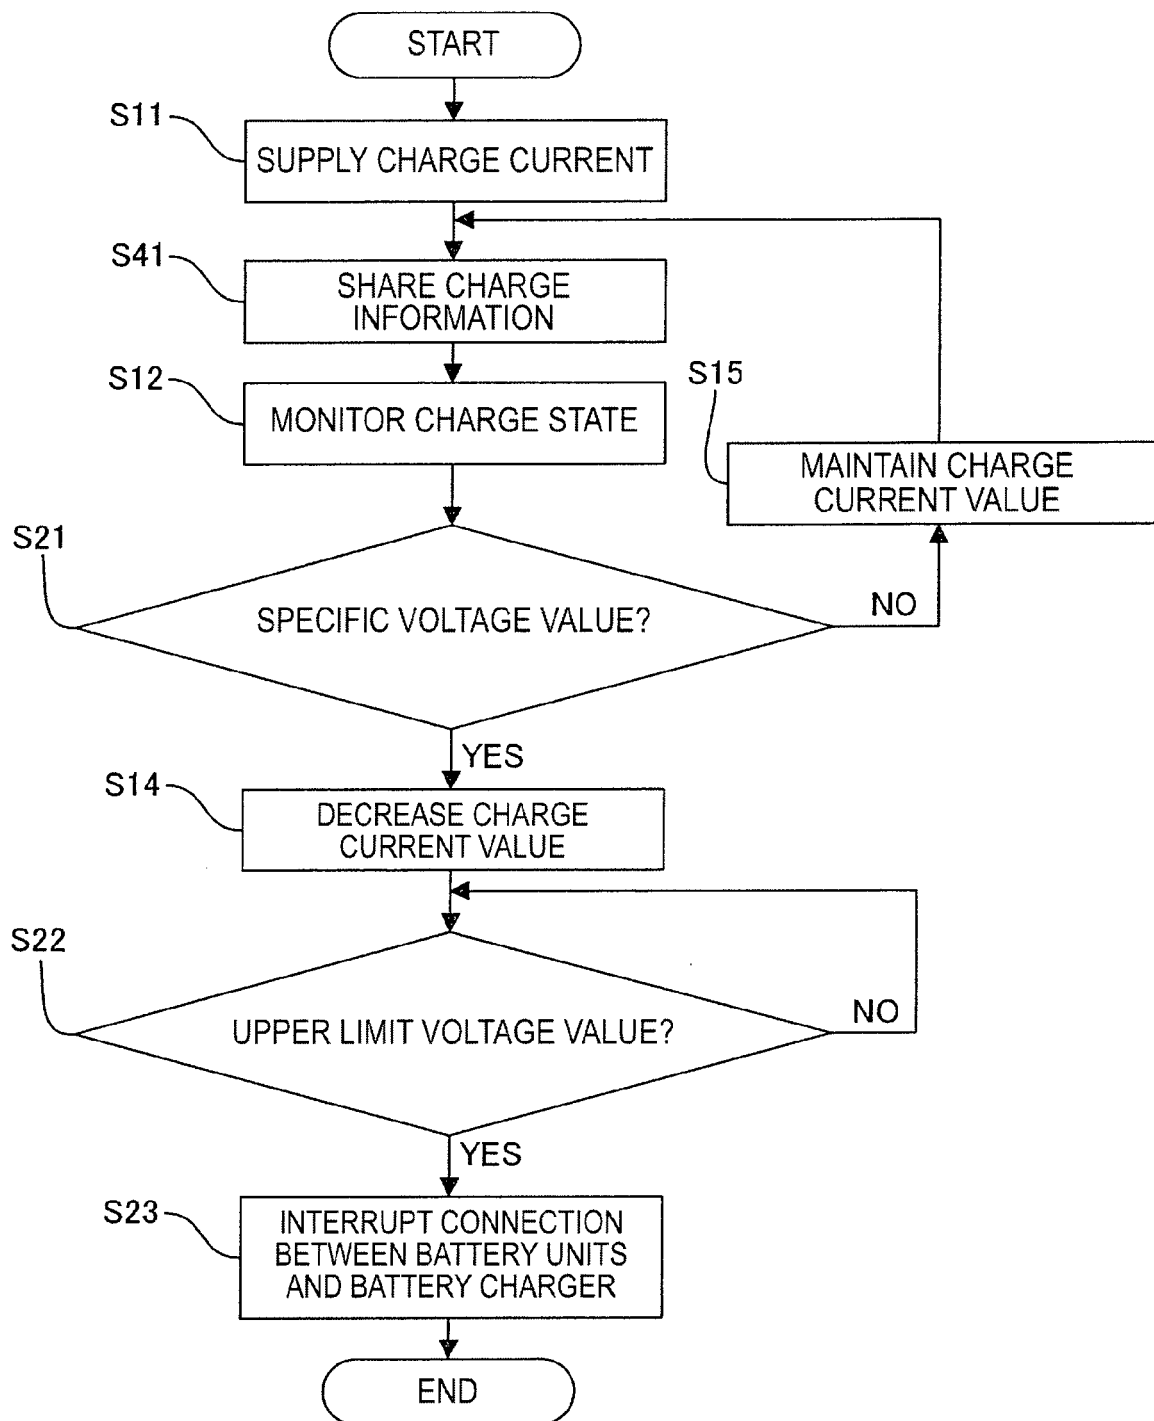 START
S11
SUPPLY CHARGE CURRENT
S41
SHARE CHARGE
INFORMATION
S12
MONITOR CHARGE STATE
S15
MAINTAIN CHARGE
CURRENT VALUE
S21
SPECIFIC VOLTAGE VALUE?
NO
YES
S14
DECREASE CHARGE
CURRENT VALUE
S22
UPPER LIMIT VOLTAGE VALUE?
NO
YES
S23
INTERRUPT CONNECTION
BETWEEN BATTERY UNITS
AND BATTERY CHARGER
END